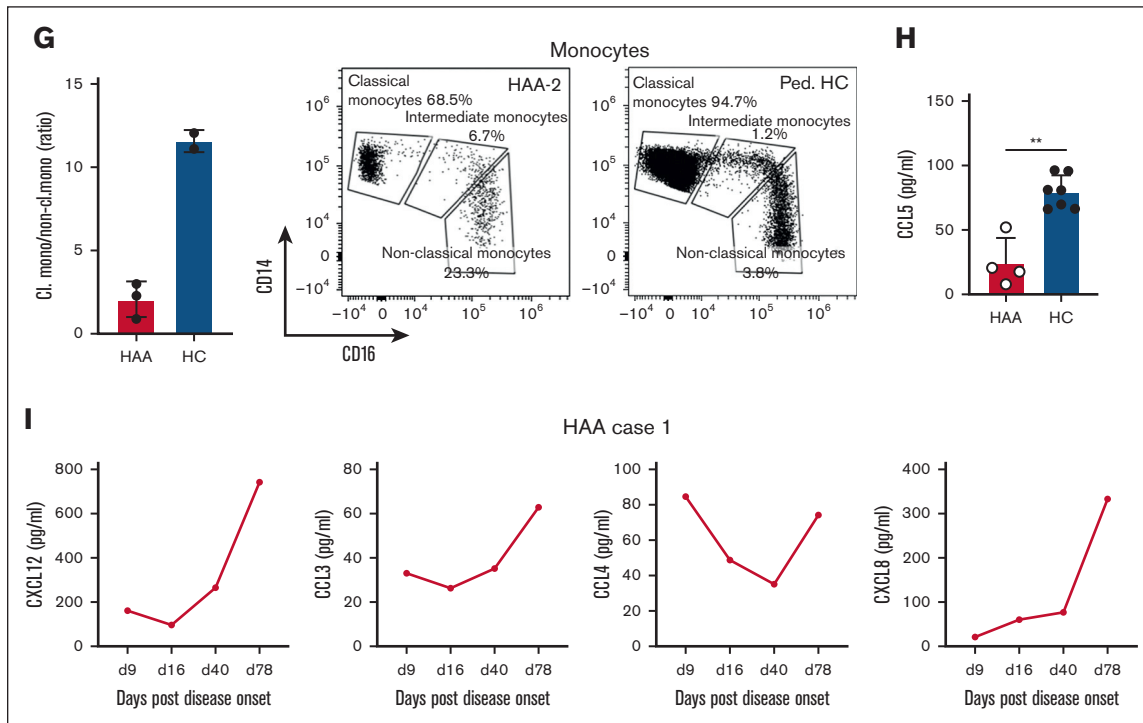 G
Cl. mono/non-cl.mono (ratio)
15
10
5
0
HAA
HC
Monocytes
CD14
CD16
HAA-2
Classical
monocytes 68.5%
Intermediate monocytes
6.7%
Non-classical monocytes
23.3%
10⁶
10⁵
10⁴
0
−10⁴
−10⁴
0
10⁴
10⁵
10⁶
Ped. HC
Classical
monocytes 94.7%
Intermediate monocytes
1.2%
Non-classical monocytes
3.8%
10⁶
10⁵
10⁴
0
−10⁴
−10⁴
0
10⁴
10⁵
10⁶
H
CCL5 (pg/ml)
150
100
50
0
**
HAA
HC
I
HAA case 1
CXCL12 (pg/ml)
800
600
400
200
0
d9 d16 d40 d78
Days post disease onset
CCL3 (pg/ml)
80
60
40
20
0
d9 d16 d40 d78
Days post disease onset
CCL4 (pg/ml)
100
80
60
40
20
0
d9 d16 d40 d78
Days post disease onset
CXCL8 (pg/ml)
400
300
200
100
0
d9 d16 d40 d78
Days post disease onset